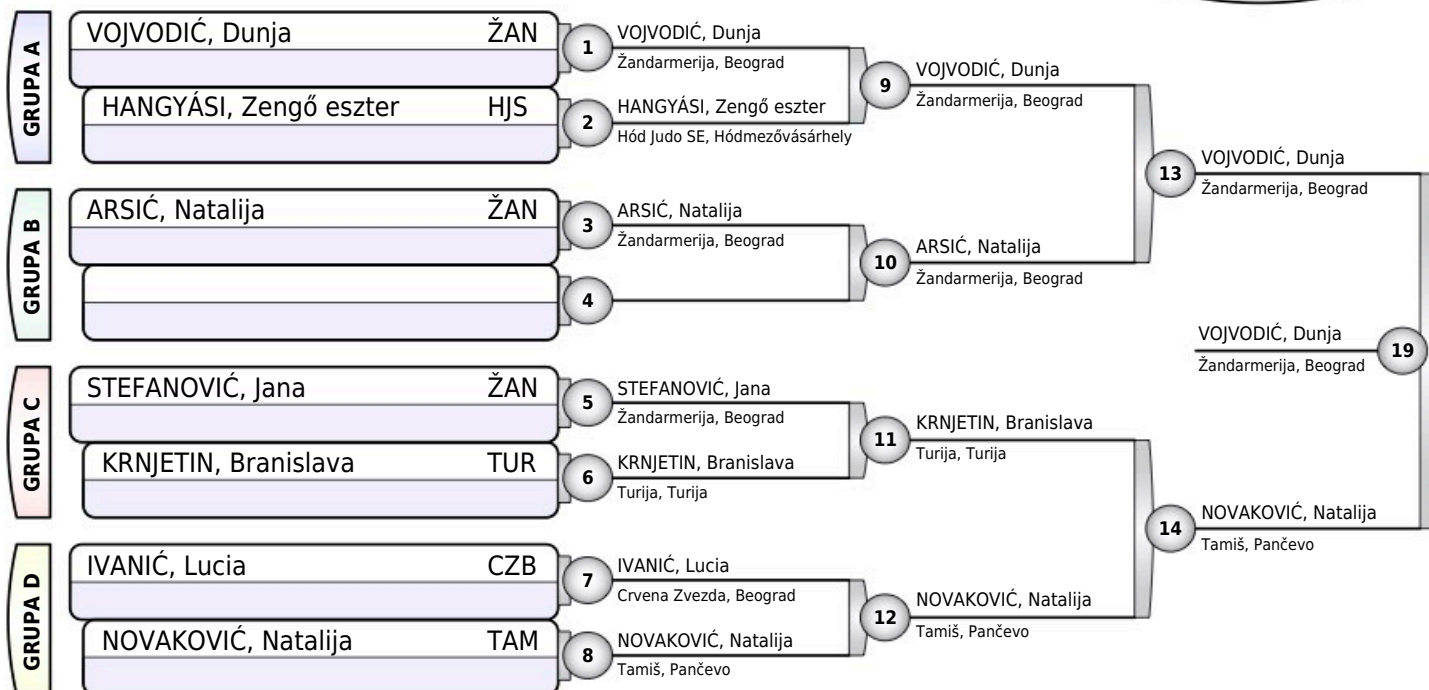 GRUPA A
VOJVODIĆ, Dunja ŽAN
HANGYÁSI, Zengő eszter HJS
1
VOJVODIĆ, Dunja
Žandarmerija, Beograd
2
HANGYÁSI, Zengő eszter
Hód Judo SE, Hódmezővásárhely
9
VOJVODIĆ, Dunja
Žandarmerija, Beograd
GRUPA B
ARSIĆ, Natalija ŽAN
3
ARSIĆ, Natalija
Žandarmerija, Beograd
4
10
ARSIĆ, Natalija
Žandarmerija, Beograd
13
VOJVODIĆ, Dunja
Žandarmerija, Beograd
GRUPA C
STEFANOVIĆ, Jana ŽAN
KRNJETIN, Branislava TUR
5
STEFANOVIĆ, Jana
Žandarmerija, Beograd
6
KRNJETIN, Branislava
Turija, Turija
11
KRNJETIN, Branislava
Turija, Turija
GRUPA D
IVANIĆ, Lucia CZB
NOVAKOVIĆ, Natalija TAM
7
IVANIĆ, Lucia
Crvena Zvezda, Beograd
8
NOVAKOVIĆ, Natalija
Tamiš, Pančevo
12
NOVAKOVIĆ, Natalija
Tamiš, Pančevo
14
NOVAKOVIĆ, Natalija
Tamiš, Pančevo
VOJVODIĆ, Dunja
Žandarmerija, Beograd
19